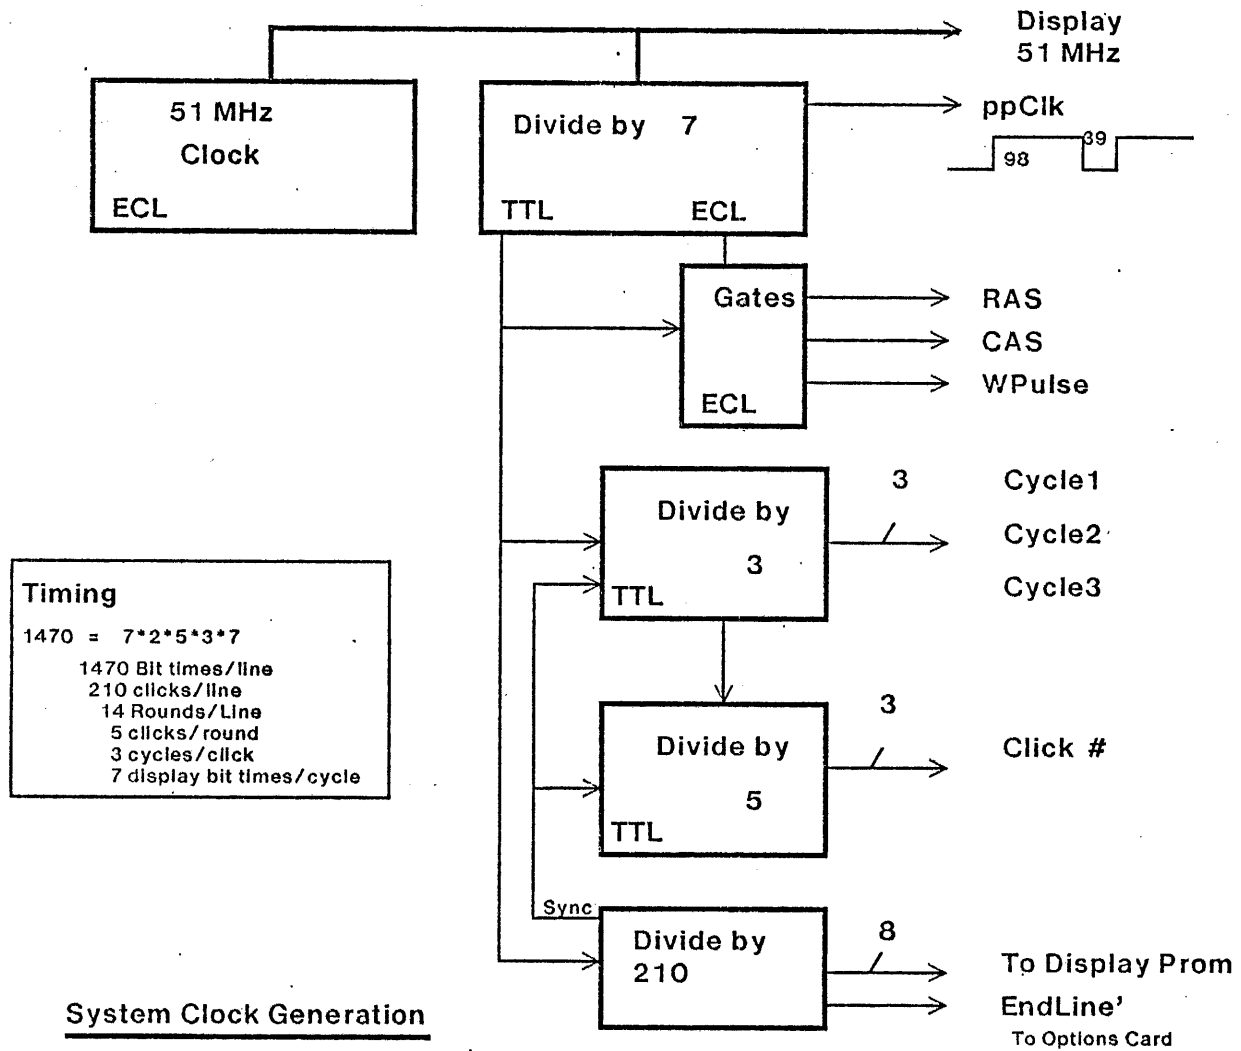 Display
51 MHz
51 MHz
Clock
ECL
Divide by 7
TTL ECL
ppClk
98
39
Gates
ECL
RAS
CAS
WPulse
Divide by
3
TTL
3
Cycle1
Cycle2
Cycle3
Timing
1470 = 7*2*5*3*7
1470 Bit times/line
210 clicks/line
14 Rounds/Line
5 clicks/round
3 cycles/click
7 display bit times/cycle
Divide by
5
TTL
3
Click #
Sync
Divide by
210
8
To Display Prom
EndLine'
To Options Card
System Clock Generation